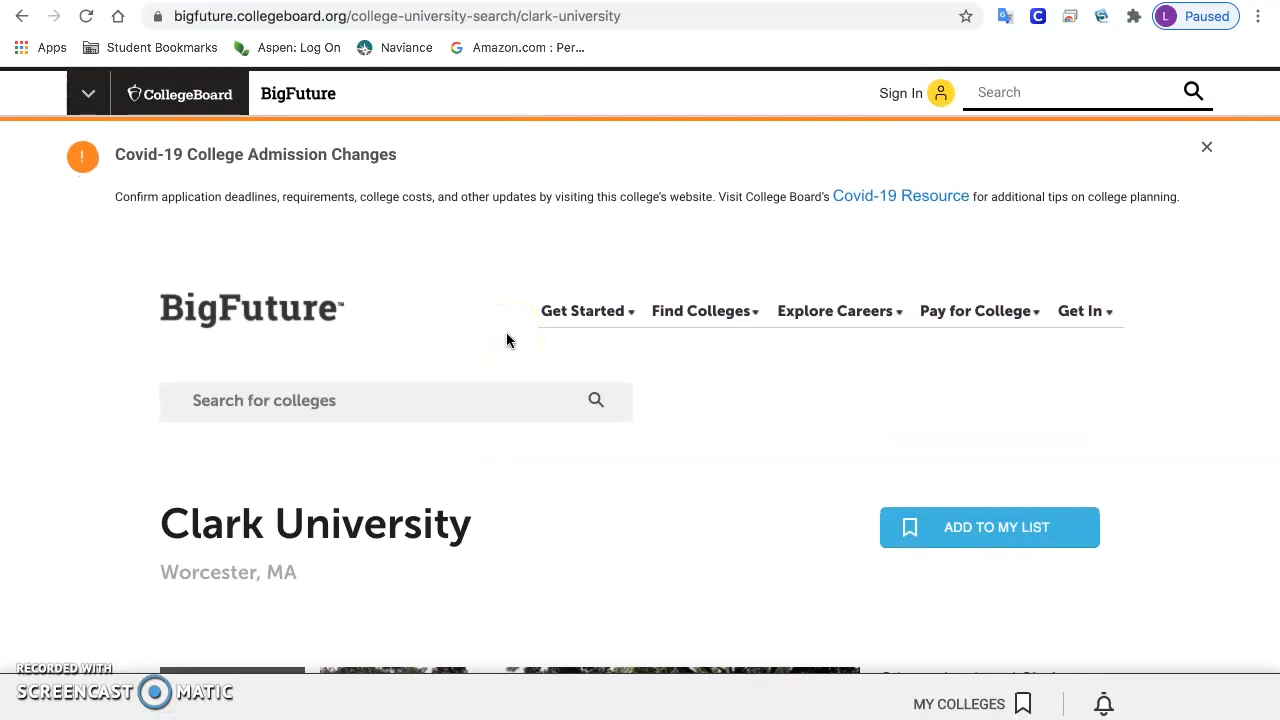 bigfuture.collegeboard.org/college-university-search/clark-university
L Paused
Apps Student Bookmarks Aspen: Log On Naviance Amazon.com : Per...
CollegeBoard BigFuture Sign In Search
! Covid-19 College Admission Changes
Confirm application deadlines, requirements, college costs, and other updates by visiting this college's website. Visit College Board's Covid-19 Resource for additional tips on college planning.
BigFuture™ Get Started Find Colleges Explore Careers Pay for College Get In
Search for colleges
Clark University ADD TO MY LIST
Worcester, MA
RECORDED WITH
SCREENCAST MATIC
MY COLLEGES